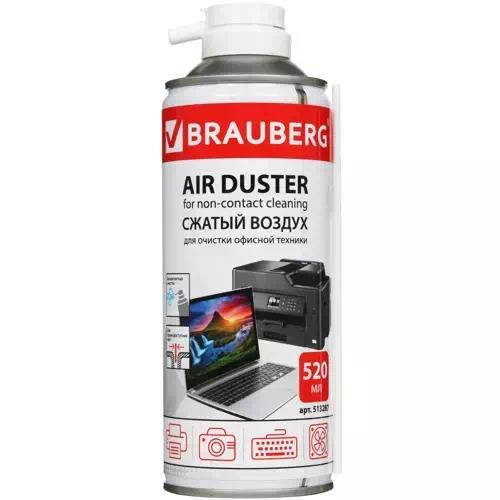 BRAUBERG
AIR DUSTER
for non-contact cleaning
СЖАТЫЙ ВОЗДУХ
для очистки офисной техники
520
МЛ
арт. 513287